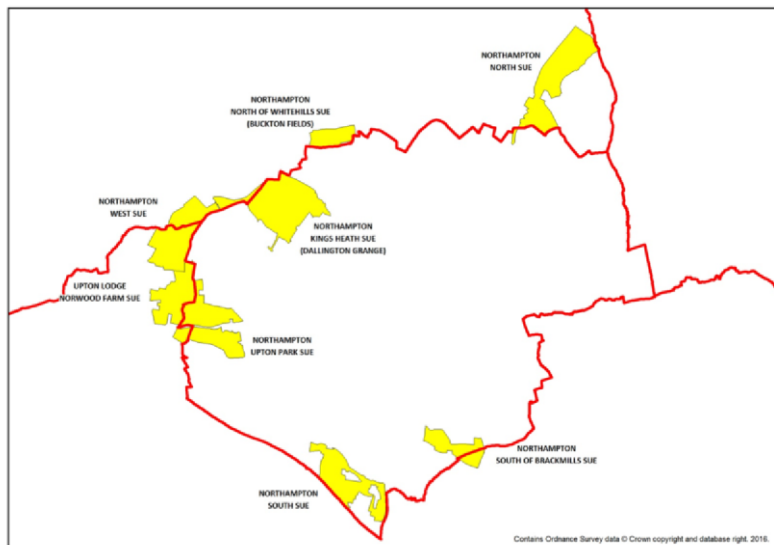 NORTHAMPTON
NORTH SUE
NORTHAMPTON
NORTH OF WHITEHILLS SUE
(BUCKTON FIELDS)
NORTHAMPTON
WEST SUE
NORTHAMPTON
KINGS HEATH SUE
(DALLINGTON GRANGE)
UPTON LODGE
NORWOOD FARM SUE
NORTHAMPTON
UPTON PARK SUE
NORTHAMPTON
SOUTH OF BRACKMILLS SUE
NORTHAMPTON
SOUTH SUE
Contains Ordnance Survey data © Crown copyright and database right. 2016.